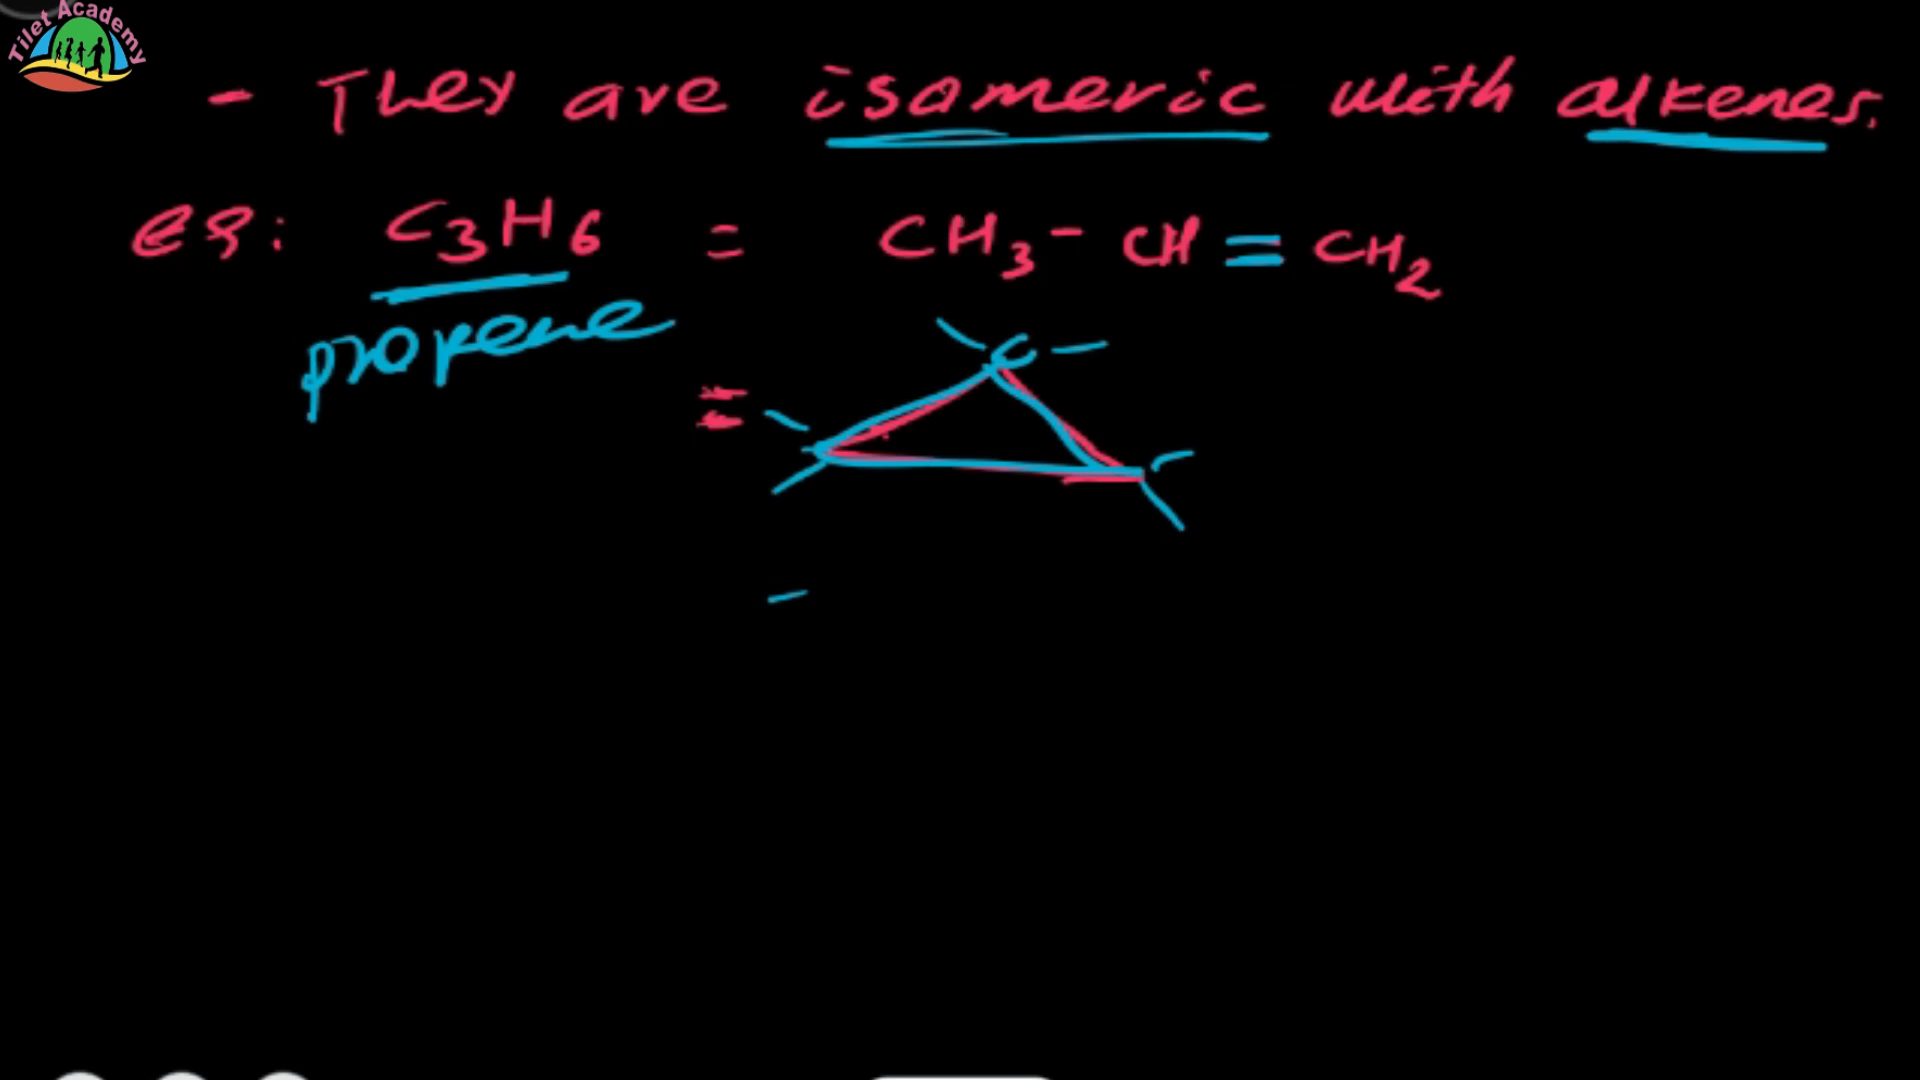 Tilet Academy
- They are isomeric with alkenes.
eg: C3H6 = CH3 - CH = CH2
propene
= C